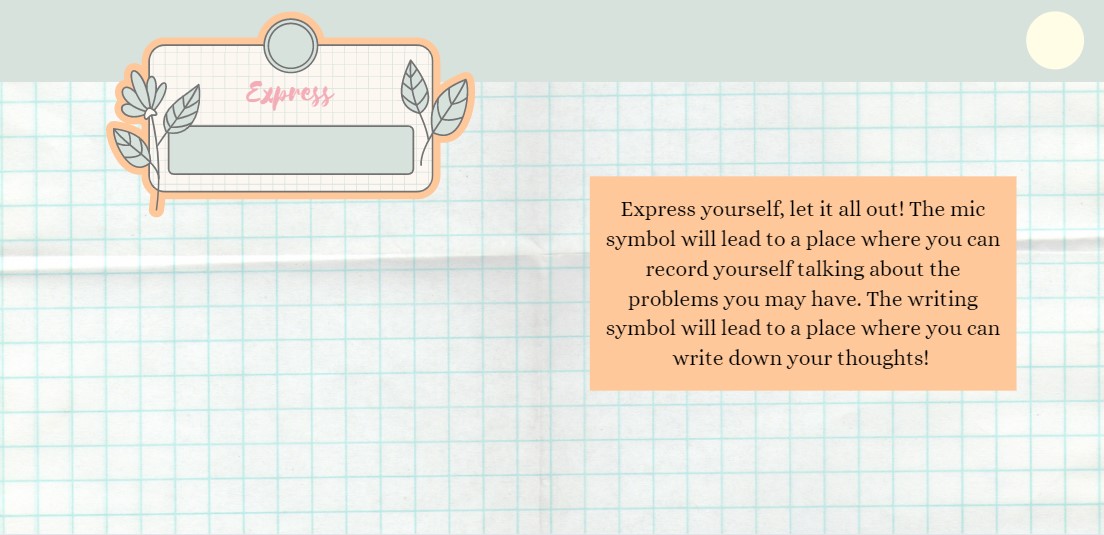 Express
Express yourself, let it all out! The mic
symbol will lead to a place where you can
record yourself talking about the
problems you may have. The writing
symbol will lead to a place where you can
write down your thoughts!